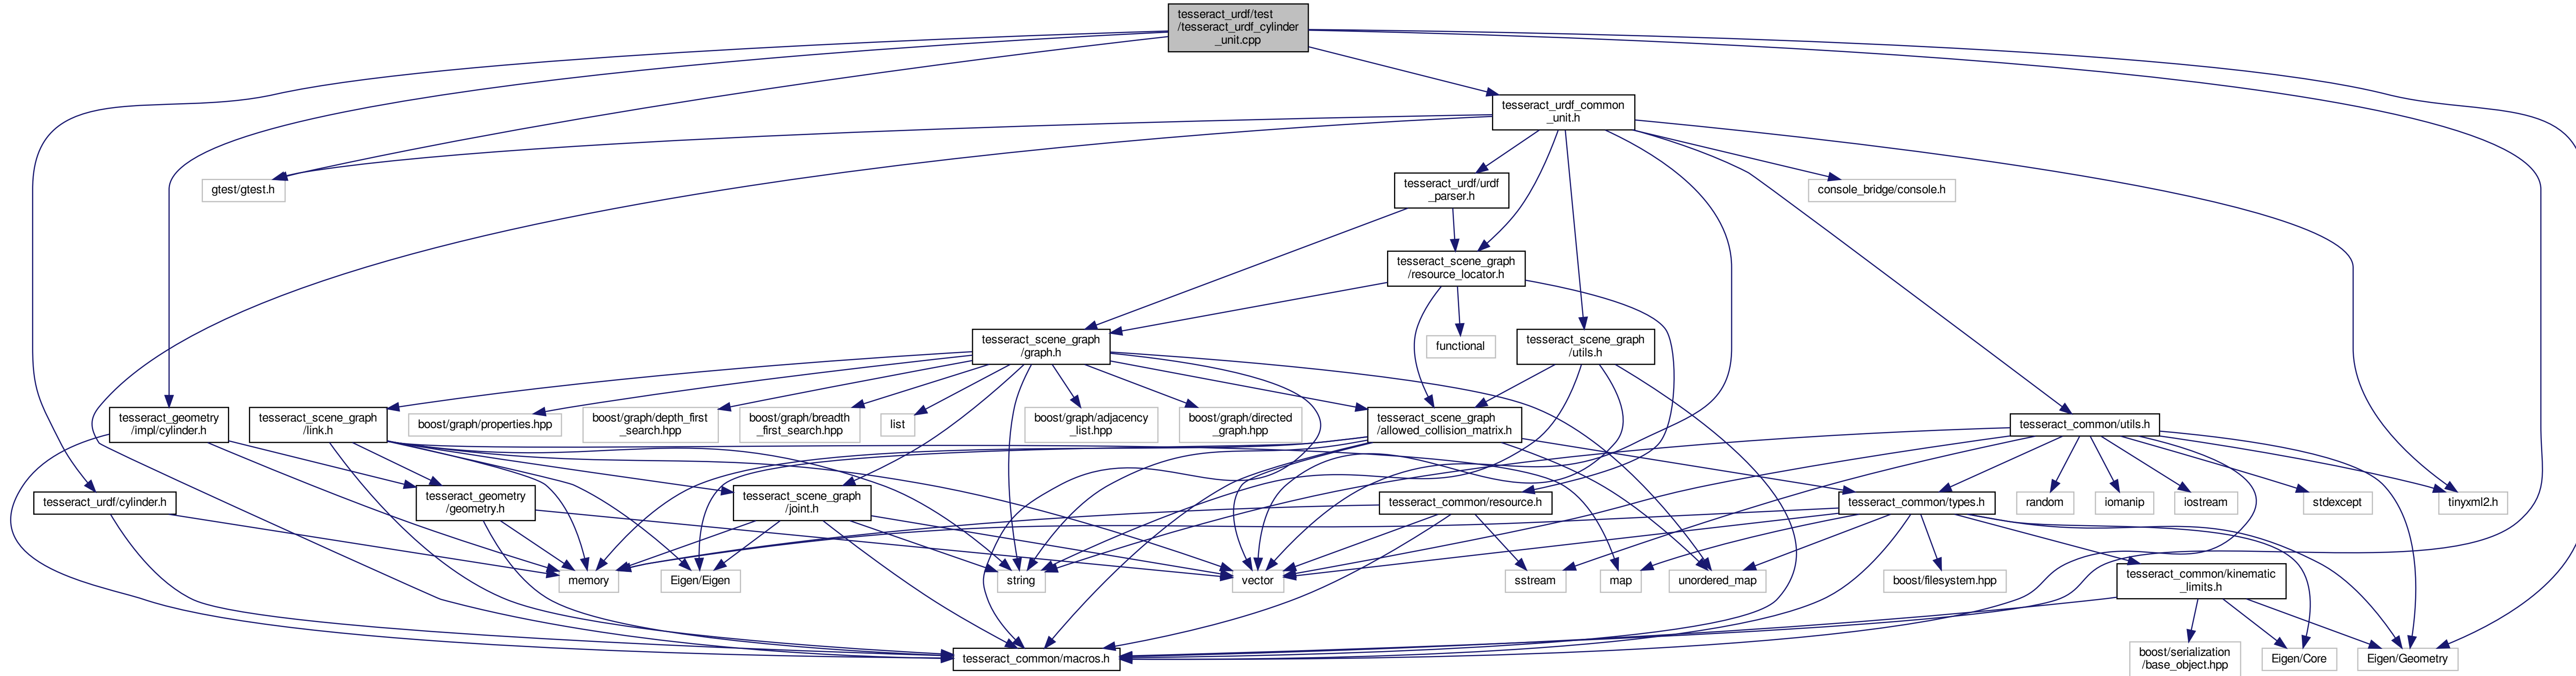 tesseract_urdf/test
/tesseract_urdf_cylinder
_unit.cpp
tesseract_urdf_common
_unit.h
gtest/gtest.h
tesseract_urdf/urdf
_parser.h
console_bridge/console.h
tesseract_scene_graph
/resource_locator.h
tesseract_scene_graph
/graph.h
functional
tesseract_scene_graph
/utils.h
tesseract_geometry
/impl/cylinder.h
tesseract_scene_graph
/link.h
boost/graph/properties.hpp
boost/graph/depth_first
_search.hpp
boost/graph/breadth
_first_search.hpp
list
boost/graph/adjacency
_list.hpp
boost/graph/directed
_graph.hpp
tesseract_scene_graph
/allowed_collision_matrix.h
tesseract_common/utils.h
tesseract_urdf/cylinder.h
tesseract_geometry
/geometry.h
tesseract_scene_graph
/joint.h
tesseract_common/resource.h
tesseract_common/types.h
random
iomanip
iostream
stdexcept
tinyxml2.h
memory
Eigen/Eigen
string
vector
sstream
map
unordered_map
boost/filesystem.hpp
tesseract_common/kinematic
_limits.h
tesseract_common/macros.h
boost/serialization
/base_object.hpp
Eigen/Core
Eigen/Geometry